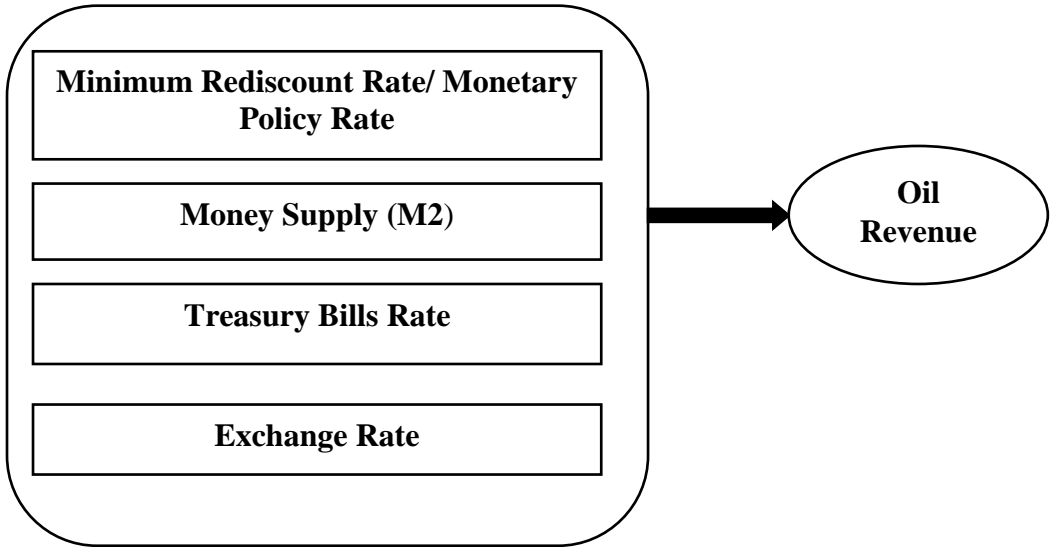 Minimum Rediscount Rate/ Monetary
Policy Rate
Money Supply (M2)
Treasury Bills Rate
Exchange Rate
Oil
Revenue